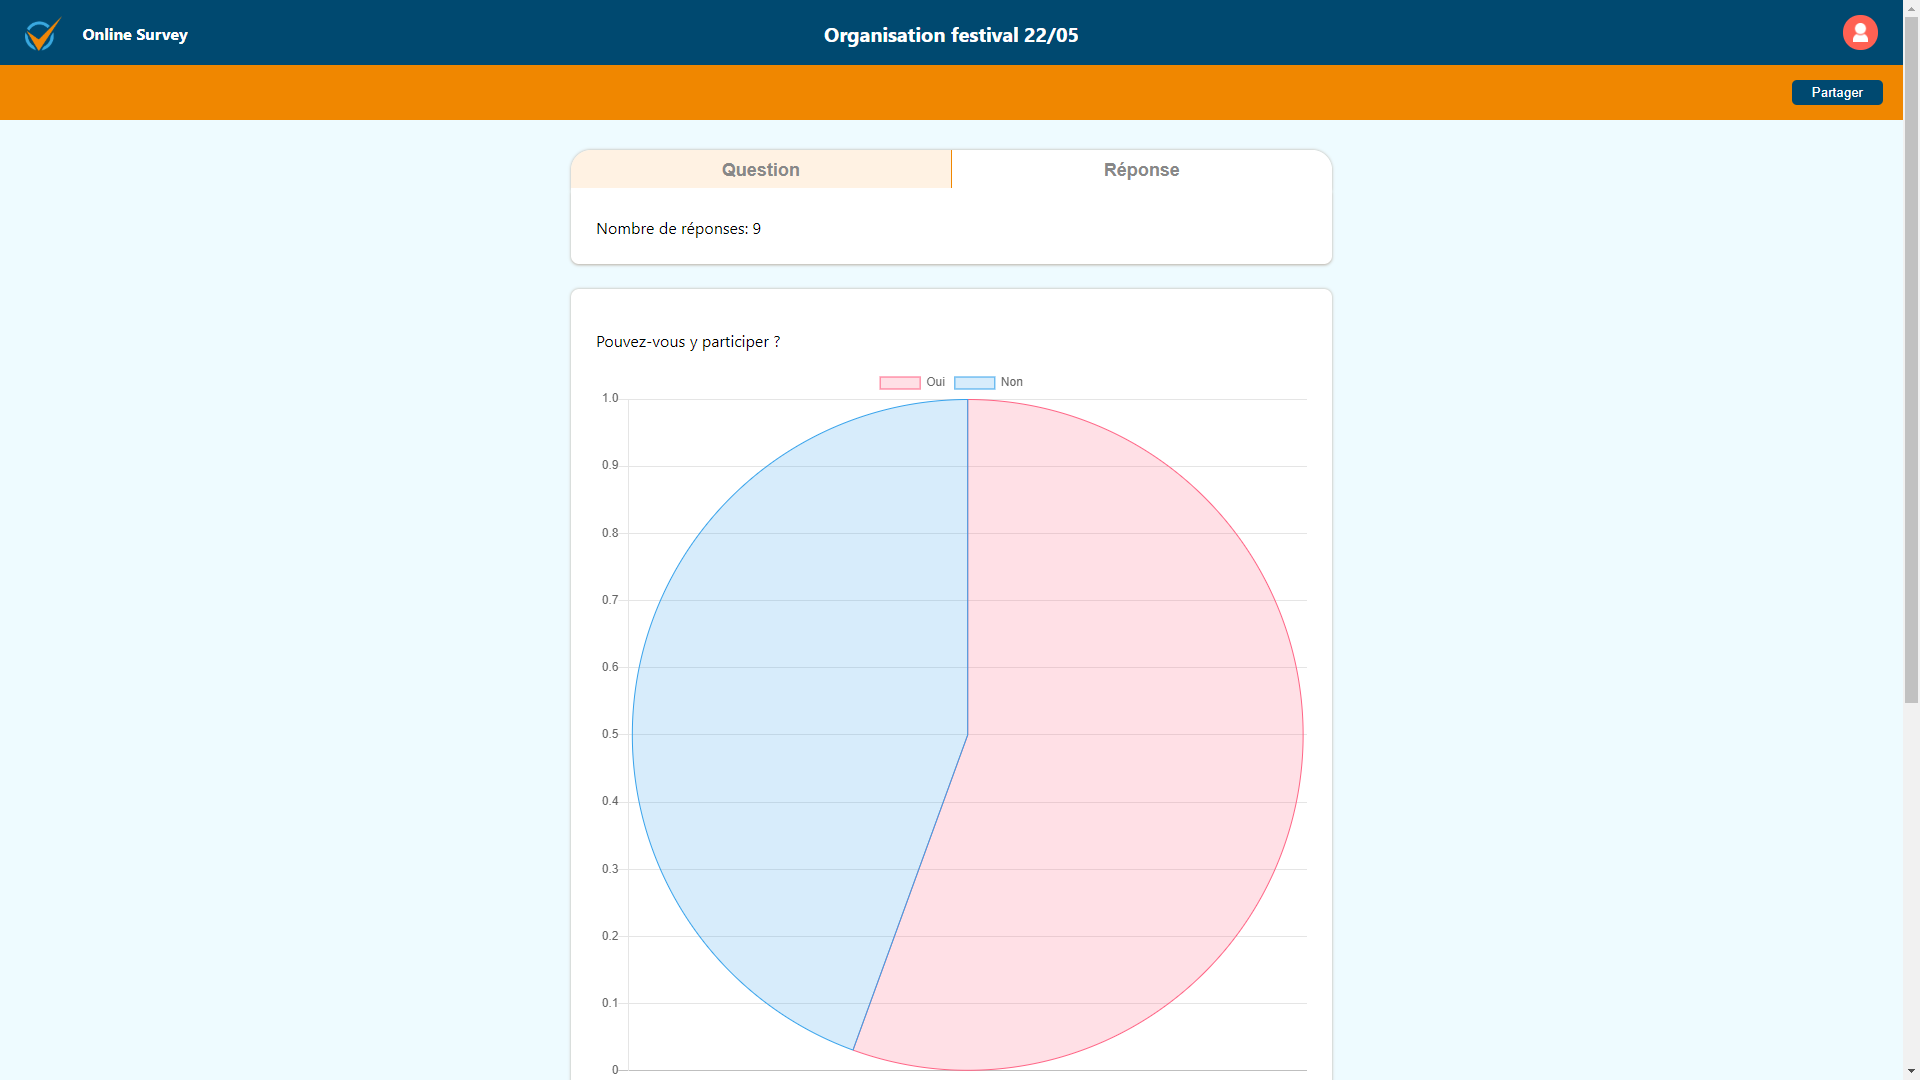 Online Survey
Organisation festival 22/05
Partager
Question
Réponse
Nombre de réponses: 9
Pouvez-vous y participer ?
Oui
Non
1.0
0.9
0.8
0.7
0.6
0.5
0.4
0.3
0.2
0.1
0